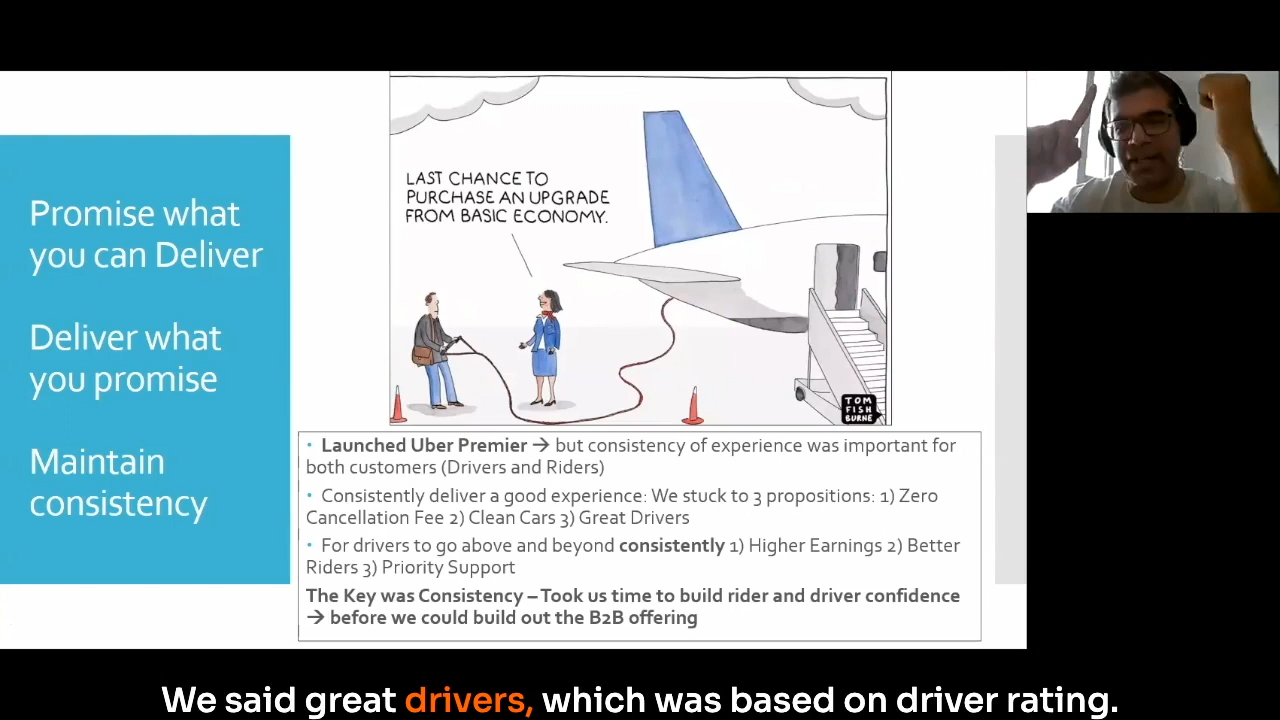 Promise what
you can Deliver
Deliver what
you promise
Maintain
consistency
LAST CHANCE TO
PURCHASE AN UPGRADE
FROM BASIC ECONOMY.
TOM
FISH
BURNE
• Launched Uber Premier → but consistency of experience was important for
both customers (Drivers and Riders)
• Consistently deliver a good experience: We stuck to 3 propositions: 1) Zero
Cancellation Fee 2) Clean Cars 3) Great Drivers
• For drivers to go above and beyond consistently 1) Higher Earnings 2) Better
Riders 3) Priority Support
The Key was Consistency – Took us time to build rider and driver confidence
→ before we could build out the B2B offering
We said great drivers, which was based on driver rating.